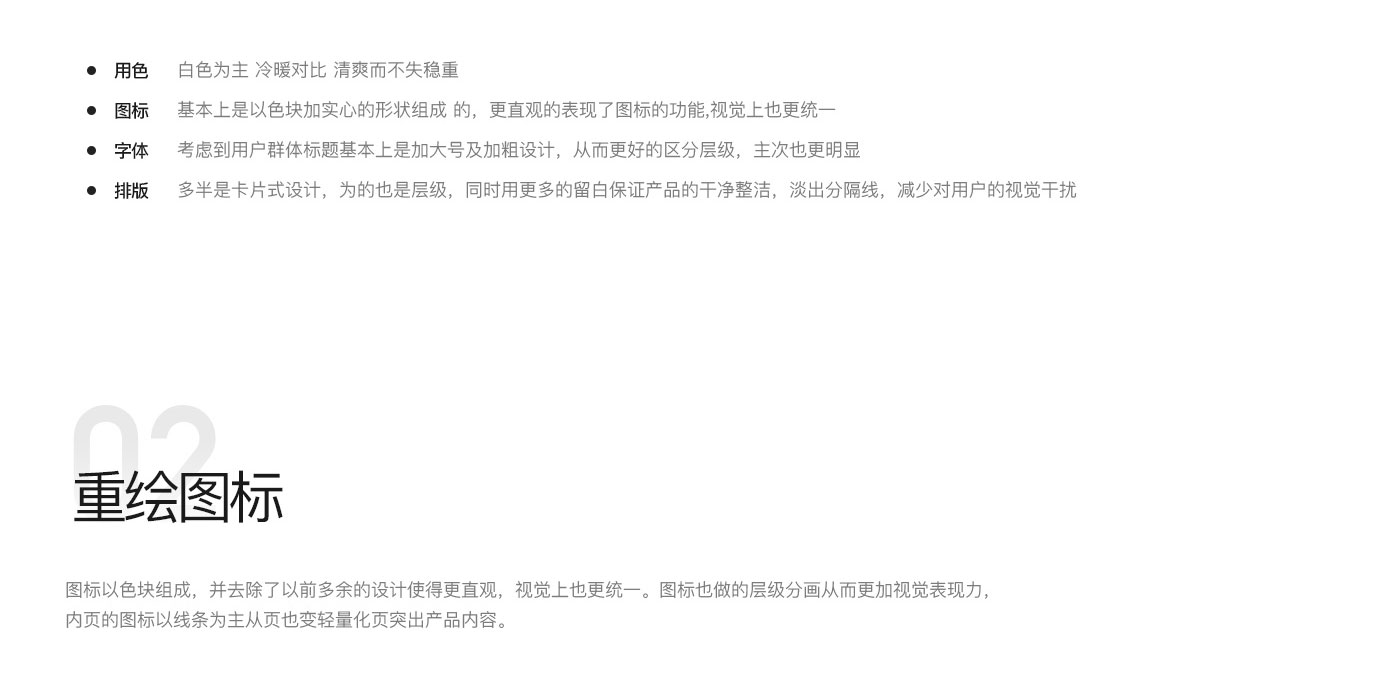 用色 白色为主 冷暖对比 清爽而不失稳重
图标 基本上是以色块加实心的形状组成 的，更直观的表现了图标的功能,视觉上也更统一
字体 考虑到用户群体标题基本上是加大号及加粗设计，从而更好的区分层级，主次也更明显
排版 多半是卡片式设计，为的也是层级，同时用更多的留白保证产品的干净整洁，淡出分隔线，减少对用户的视觉干扰
02
重绘图标
图标以色块组成，并去除了以前多余的设计使得更直观，视觉上也更统一。图标也做的层级分画从而更加视觉表现力，
内页的图标以线条为主从页也变轻量化页突出产品内容。